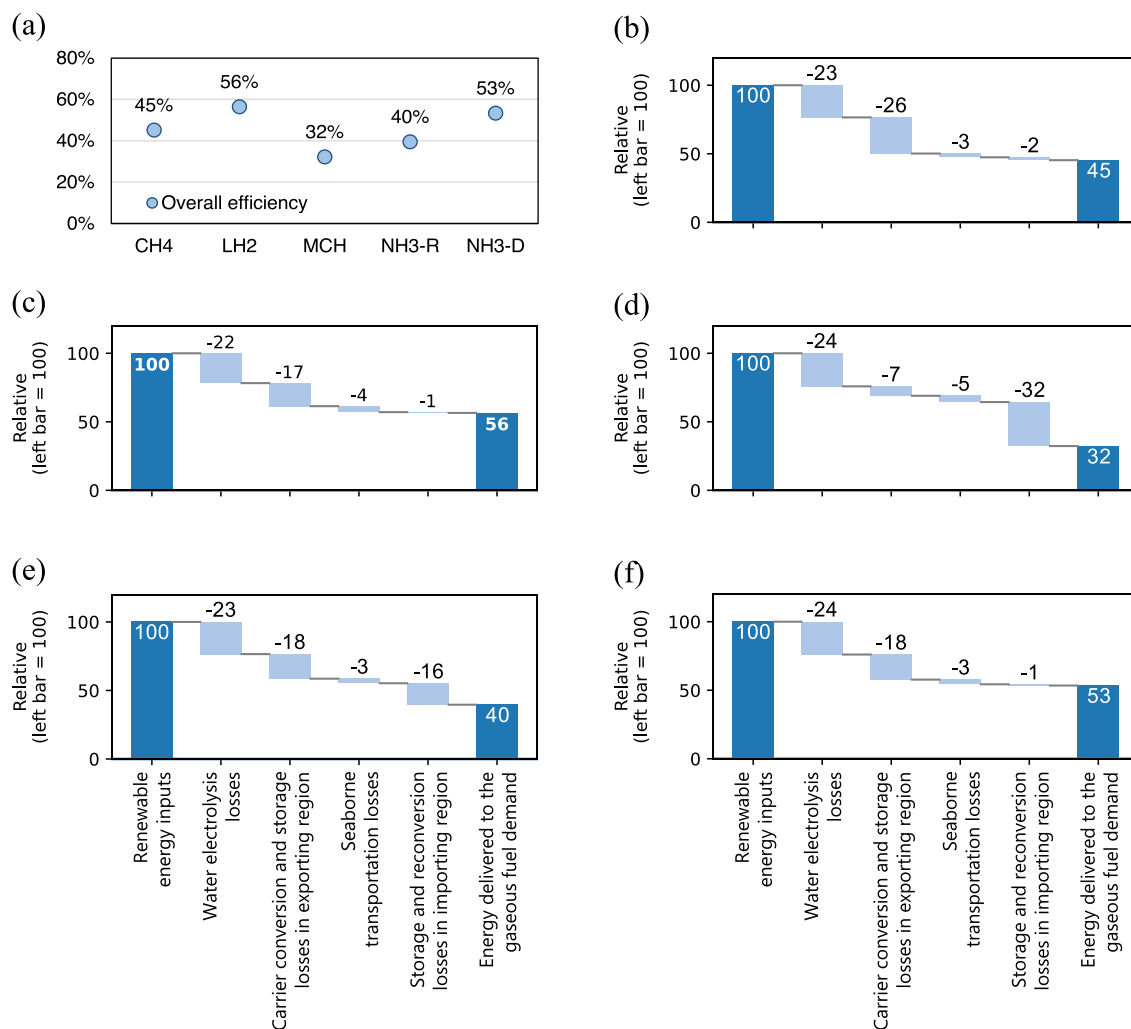 (a)
80%
60%
40%
20%
0%
45%
56%
32%
40%
53%
Overall efficiency
CH4
LH2
MCH
NH3-R
NH3-D
(b)
Relative
(left bar = 100)
100
50
0
100
-23
-26
-3
-2
45
(c)
Relative
(left bar = 100)
100
50
0
100
-22
-17
-4
-1
56
(d)
Relative
(left bar = 100)
100
50
0
100
-24
-7
-5
-32
32
(e)
Relative
(left bar = 100)
100
50
0
100
-23
-18
-3
-16
40
Renewable
energy inputs
Water electrolysis
losses
Carrier conversion and storage
losses in exporting region
Seaborne
transportation losses
Storage and reconversion
losses in importing region
Energy delivered to the
gaseous fuel demand
(f)
Relative
(left bar = 100)
100
50
0
100
-24
-18
-3
-1
53
Renewable
energy inputs
Water electrolysis
losses
Carrier conversion and storage
losses in exporting region
Seaborne
transportation losses
Storage and reconversion
losses in importing region
Energy delivered to the
gaseous fuel demand